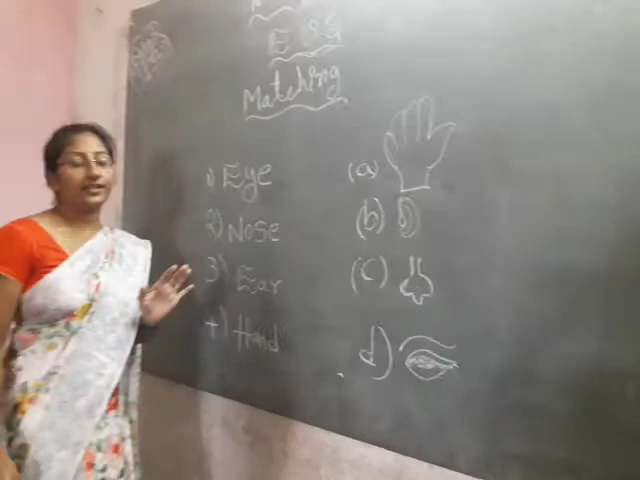 Matching
1) Eye (a)
2) Nose (b)
3) Ear (c)
4) Hand d)